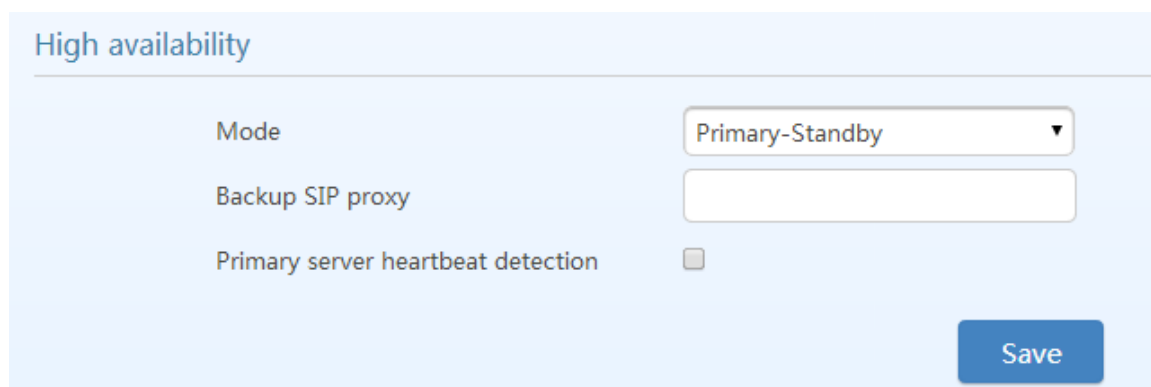 High availability
Mode Primary-Standby
Backup SIP proxy
Primary server heartbeat detection
Save